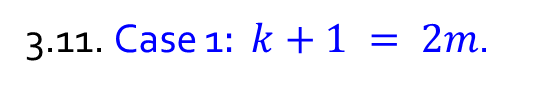 3.11. Case 1: k + 1 = 2m.